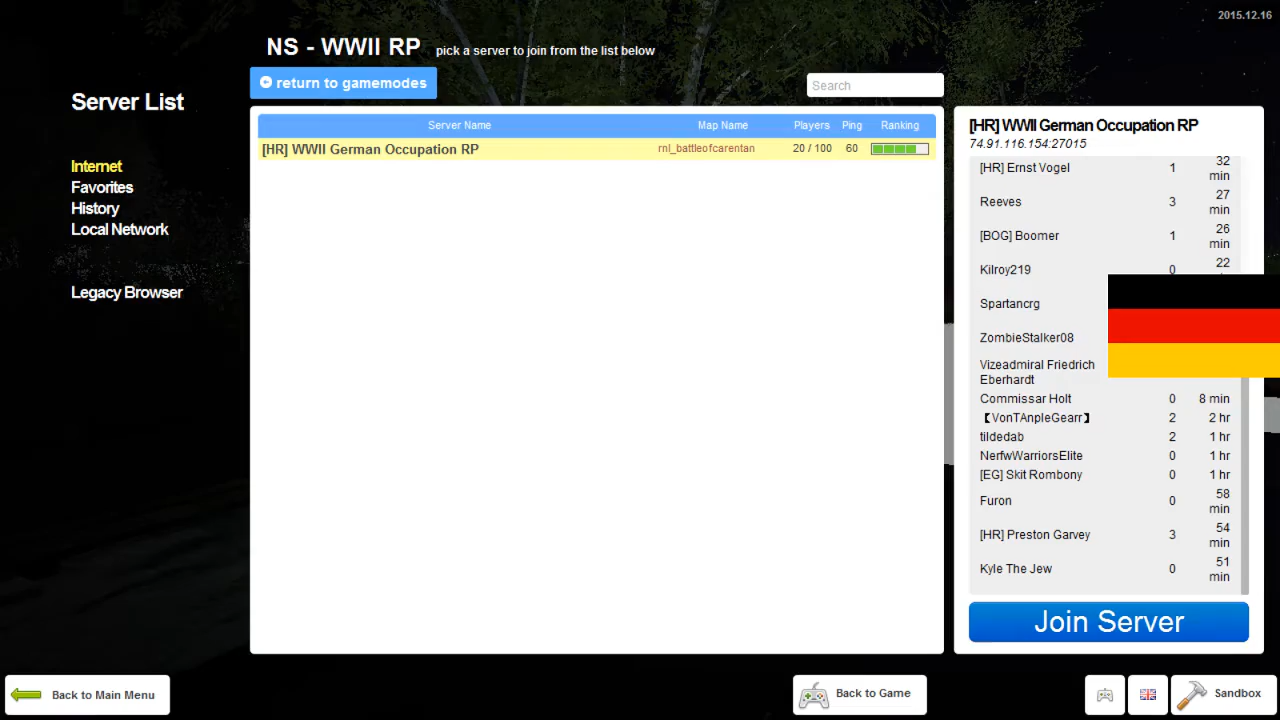 2015.12.16
NS - WWII RP pick a server to join from the list below
return to gamemodes
Search
Server List
Internet
Favorites
History
Local Network
Legacy Browser
Server Name Map Name Players Ping Ranking
[HR] WWII German Occupation RP rnl_battleofcarentan 20 / 100 60
[HR] WWII German Occupation RP
74.91.116.154:27015
[HR] Ernst Vogel 1 32 min
Reeves 3 27 min
[BOG] Boomer 1 26 min
Kilroy219 0 22
Spartancrg
ZombieStalker08
Vizeadmiral Friedrich
Eberhardt
Commissar Holt 0 8 min
【VonTAnpleGearr】 2 2 hr
tildedab 2 1 hr
NerfwWarriorsElite 0 1 hr
[EG] Skit Rombony 0 1 hr
Furon 0 58 min
[HR] Preston Garvey 3 54 min
Kyle The Jew 0 51 min
Join Server
Back to Main Menu
Back to Game
Sandbox